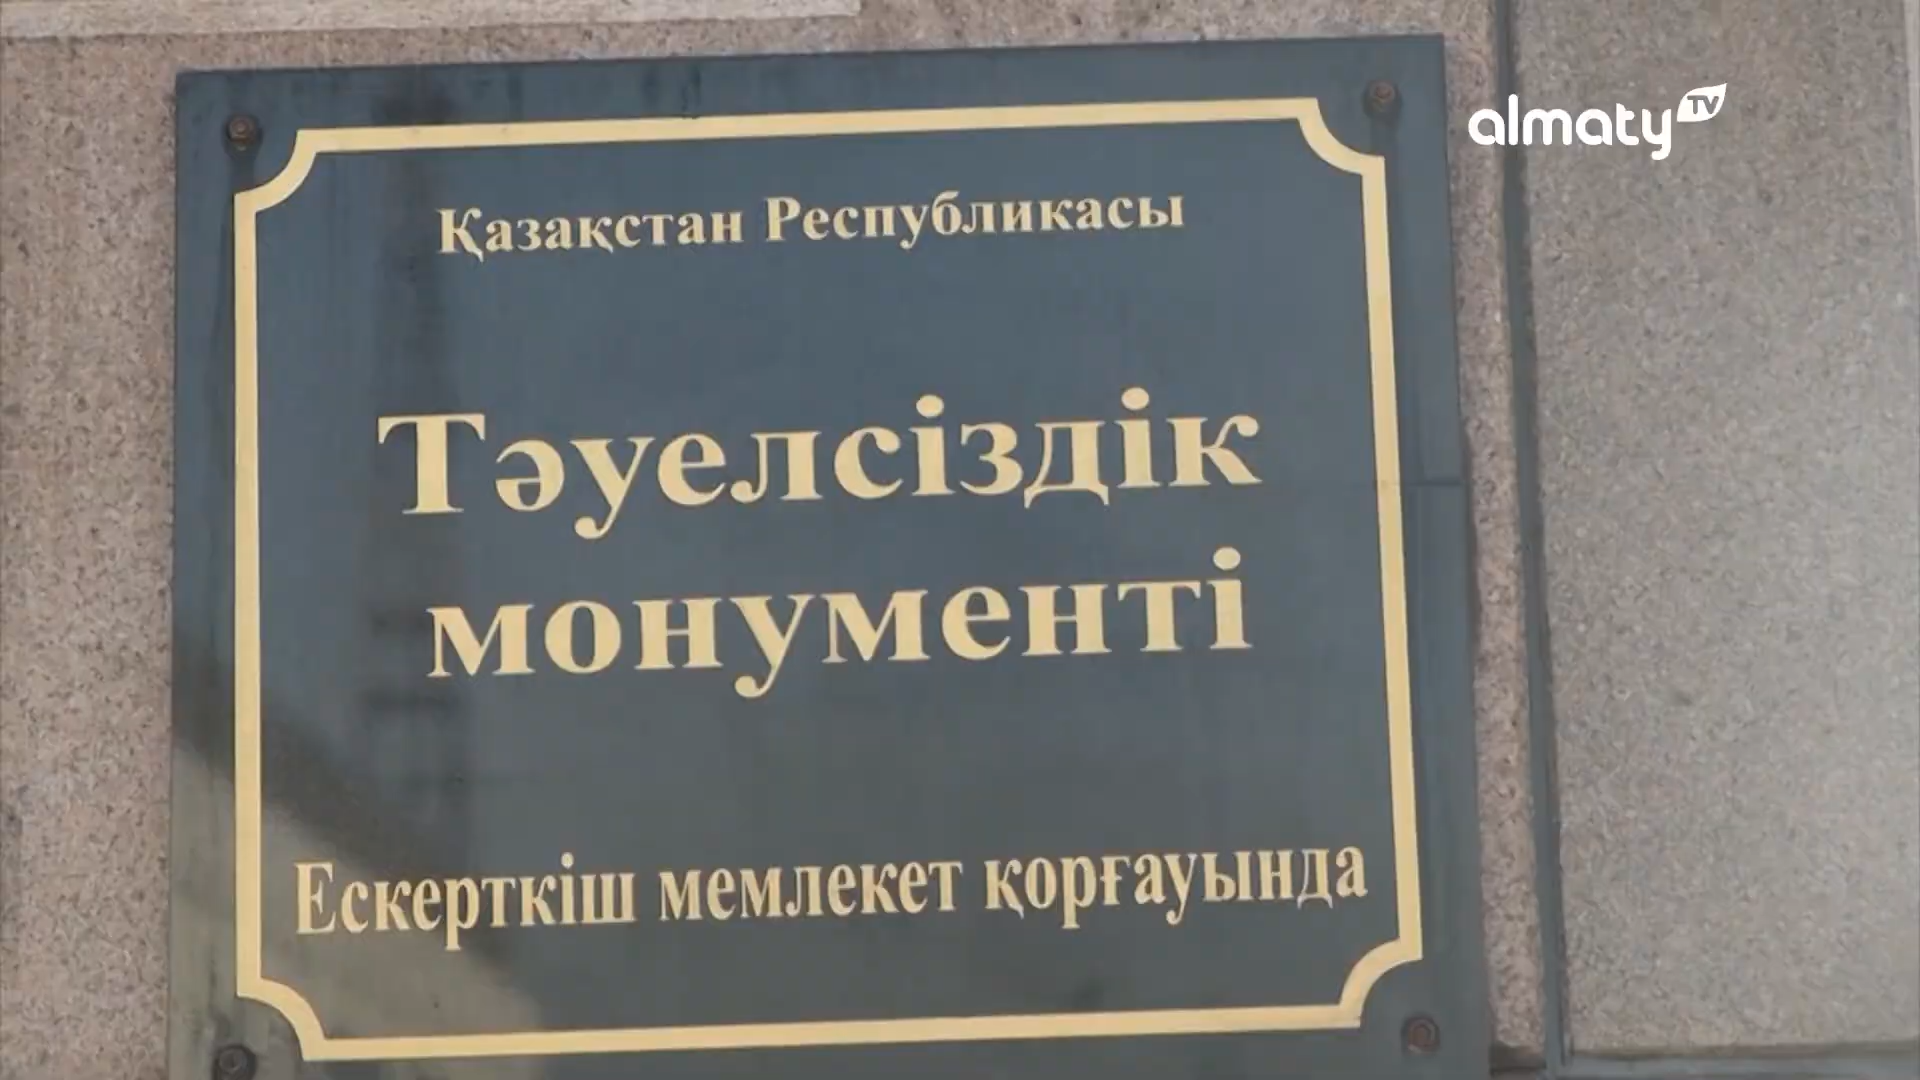 almaty TV
Қазақстан Республикасы
Тәуелсіздік
монументі
Ескерткіш мемлекет қорғауында